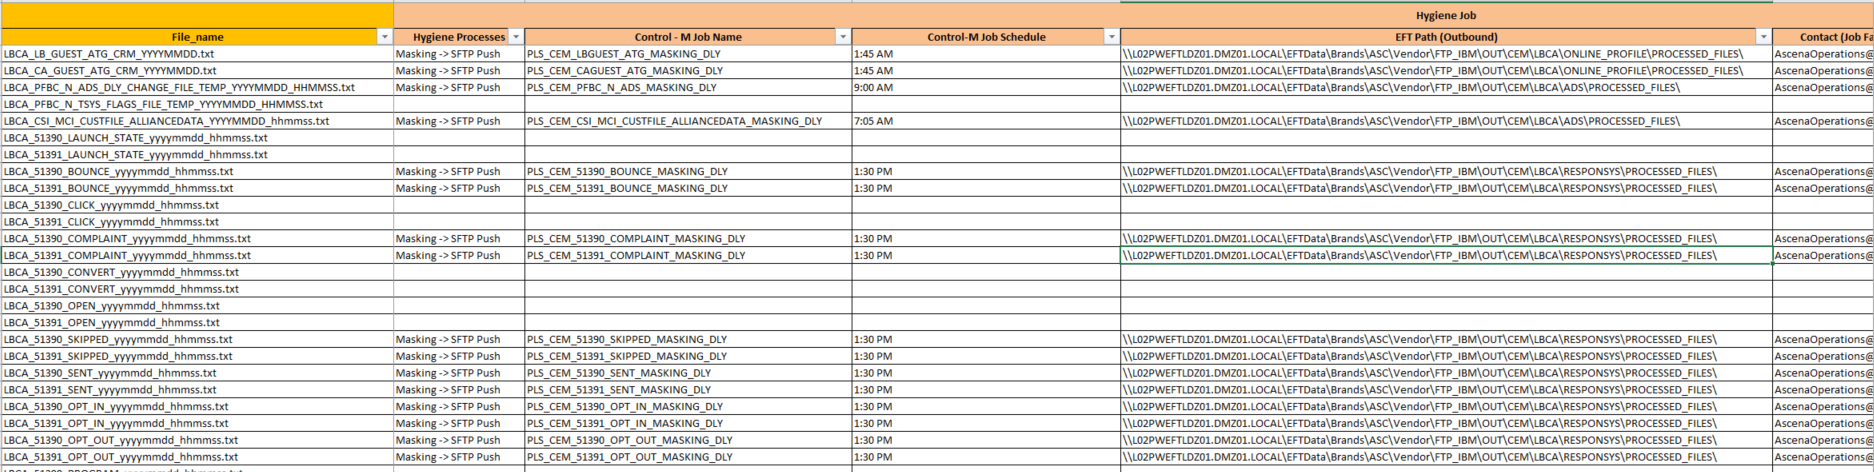 Hygiene Job
File_name Hygiene Processes Control - M Job Name Control-M Job Schedule EFT Path (Outbound) Contact (Job Fa
LBCA_LB_GUEST_ATG_CRM_YYYYMMDD.txt Masking -> SFTP Push PLS_CEM_LBGUEST_ATG_MASKING_DLY 1:45 AM \\L02PWEFTLDZ01.DMZ01.LOCAL\EFTData\Brands\ASC\Vendor\FTP_IBM\OUT\CEM\LBCA\ONLINE_PROFILE\PROCESSED_FILES\ AscenaOperations@
LBCA_CA_GUEST_ATG_CRM_YYYYMMDD.txt Masking -> SFTP Push PLS_CEM_CAGUEST_ATG_MASKING_DLY 1:45 AM \\L02PWEFTLDZ01.DMZ01.LOCAL\EFTData\Brands\ASC\Vendor\FTP_IBM\OUT\CEM\LBCA\ONLINE_PROFILE\PROCESSED_FILES\ AscenaOperations@
LBCA_PFBC_N_ADS_DLY_CHANGE_FILE_TEMP_YYYYMMDD_HHMMSS.txt Masking -> SFTP Push PLS_CEM_PFBC_N_ADS_MASKING_DLY 9:00 AM \\L02PWEFTLDZ01.DMZ01.LOCAL\EFTData\Brands\ASC\Vendor\FTP_IBM\OUT\CEM\LBCA\ADS\PROCESSED_FILES\ AscenaOperations@
LBCA_PFBC_N_TSYS_FLAGS_FILE_TEMP_YYYYMMDD_HHMMSS.txt
LBCA_CSI_MCI_CUSTFILE_ALLIANCEDATA_YYYYMMDD_hhmmss.txt Masking -> SFTP Push PLS_CEM_CSI_MCI_CUSTFILE_ALLIANCEDATA_MASKING_DLY 7:05 AM \\L02PWEFTLDZ01.DMZ01.LOCAL\EFTData\Brands\ASC\Vendor\FTP_IBM\OUT\CEM\LBCA\ADS\PROCESSED_FILES\ AscenaOperations@
LBCA_51390_LAUNCH_STATE_yyyymmdd_hhmmss.txt
LBCA_51391_LAUNCH_STATE_yyyymmdd_hhmmss.txt
LBCA_51390_BOUNCE_yyyymmdd_hhmmss.txt Masking -> SFTP Push PLS_CEM_51390_BOUNCE_MASKING_DLY 1:30 PM \\L02PWEFTLDZ01.DMZ01.LOCAL\EFTData\Brands\ASC\Vendor\FTP_IBM\OUT\CEM\LBCA\RESPONSYS\PROCESSED_FILES\ AscenaOperations@
LBCA_51391_BOUNCE_yyyymmdd_hhmmss.txt Masking -> SFTP Push PLS_CEM_51391_BOUNCE_MASKING_DLY 1:30 PM \\L02PWEFTLDZ01.DMZ01.LOCAL\EFTData\Brands\ASC\Vendor\FTP_IBM\OUT\CEM\LBCA\RESPONSYS\PROCESSED_FILES\ AscenaOperations@
LBCA_51390_CLICK_yyyymmdd_hhmmss.txt
LBCA_51391_CLICK_yyyymmdd_hhmmss.txt
LBCA_51390_COMPLAINT_yyyymmdd_hhmmss.txt Masking -> SFTP Push PLS_CEM_51390_COMPLAINT_MASKING_DLY 1:30 PM \\L02PWEFTLDZ01.DMZ01.LOCAL\EFTData\Brands\ASC\Vendor\FTP_IBM\OUT\CEM\LBCA\RESPONSYS\PROCESSED_FILES\ AscenaOperations@
LBCA_51391_COMPLAINT_yyyymmdd_hhmmss.txt Masking -> SFTP Push PLS_CEM_51391_COMPLAINT_MASKING_DLY 1:30 PM \\L02PWEFTLDZ01.DMZ01.LOCAL\EFTData\Brands\ASC\Vendor\FTP_IBM\OUT\CEM\LBCA\RESPONSYS\PROCESSED_FILES\ AscenaOperations@
LBCA_51390_CONVERT_yyyymmdd_hhmmss.txt
LBCA_51391_CONVERT_yyyymmdd_hhmmss.txt
LBCA_51390_OPEN_yyyymmdd_hhmmss.txt
LBCA_51391_OPEN_yyyymmdd_hhmmss.txt
LBCA_51390_SKIPPED_yyyymmdd_hhmmss.txt Masking -> SFTP Push PLS_CEM_51390_SKIPPED_MASKING_DLY 1:30 PM \\L02PWEFTLDZ01.DMZ01.LOCAL\EFTData\Brands\ASC\Vendor\FTP_IBM\OUT\CEM\LBCA\RESPONSYS\PROCESSED_FILES\ AscenaOperations@
LBCA_51391_SKIPPED_yyyymmdd_hhmmss.txt Masking -> SFTP Push PLS_CEM_51391_SKIPPED_MASKING_DLY 1:30 PM \\L02PWEFTLDZ01.DMZ01.LOCAL\EFTData\Brands\ASC\Vendor\FTP_IBM\OUT\CEM\LBCA\RESPONSYS\PROCESSED_FILES\ AscenaOperations@
LBCA_51390_SENT_yyyymmdd_hhmmss.txt Masking -> SFTP Push PLS_CEM_51390_SENT_MASKING_DLY 1:30 PM \\L02PWEFTLDZ01.DMZ01.LOCAL\EFTData\Brands\ASC\Vendor\FTP_IBM\OUT\CEM\LBCA\RESPONSYS\PROCESSED_FILES\ AscenaOperations@
LBCA_51391_SENT_yyyymmdd_hhmmss.txt Masking -> SFTP Push PLS_CEM_51391_SENT_MASKING_DLY 1:30 PM \\L02PWEFTLDZ01.DMZ01.LOCAL\EFTData\Brands\ASC\Vendor\FTP_IBM\OUT\CEM\LBCA\RESPONSYS\PROCESSED_FILES\ AscenaOperations@
LBCA_51390_OPT_IN_yyyymmdd_hhmmss.txt Masking -> SFTP Push PLS_CEM_51390_OPT_IN_MASKING_DLY 1:30 PM \\L02PWEFTLDZ01.DMZ01.LOCAL\EFTData\Brands\ASC\Vendor\FTP_IBM\OUT\CEM\LBCA\RESPONSYS\PROCESSED_FILES\ AscenaOperations@
LBCA_51391_OPT_IN_yyyymmdd_hhmmss.txt Masking -> SFTP Push PLS_CEM_51391_OPT_IN_MASKING_DLY 1:30 PM \\L02PWEFTLDZ01.DMZ01.LOCAL\EFTData\Brands\ASC\Vendor\FTP_IBM\OUT\CEM\LBCA\RESPONSYS\PROCESSED_FILES\ AscenaOperations@
LBCA_51390_OPT_OUT_yyyymmdd_hhmmss.txt Masking -> SFTP Push PLS_CEM_51390_OPT_OUT_MASKING_DLY 1:30 PM \\L02PWEFTLDZ01.DMZ01.LOCAL\EFTData\Brands\ASC\Vendor\FTP_IBM\OUT\CEM\LBCA\RESPONSYS\PROCESSED_FILES\ AscenaOperations@
LBCA_51391_OPT_OUT_yyyymmdd_hhmmss.txt Masking -> SFTP Push PLS_CEM_51391_OPT_OUT_MASKING_DLY 1:30 PM \\L02PWEFTLDZ01.DMZ01.LOCAL\EFTData\Brands\ASC\Vendor\FTP_IBM\OUT\CEM\LBCA\RESPONSYS\PROCESSED_FILES\ AscenaOperations@